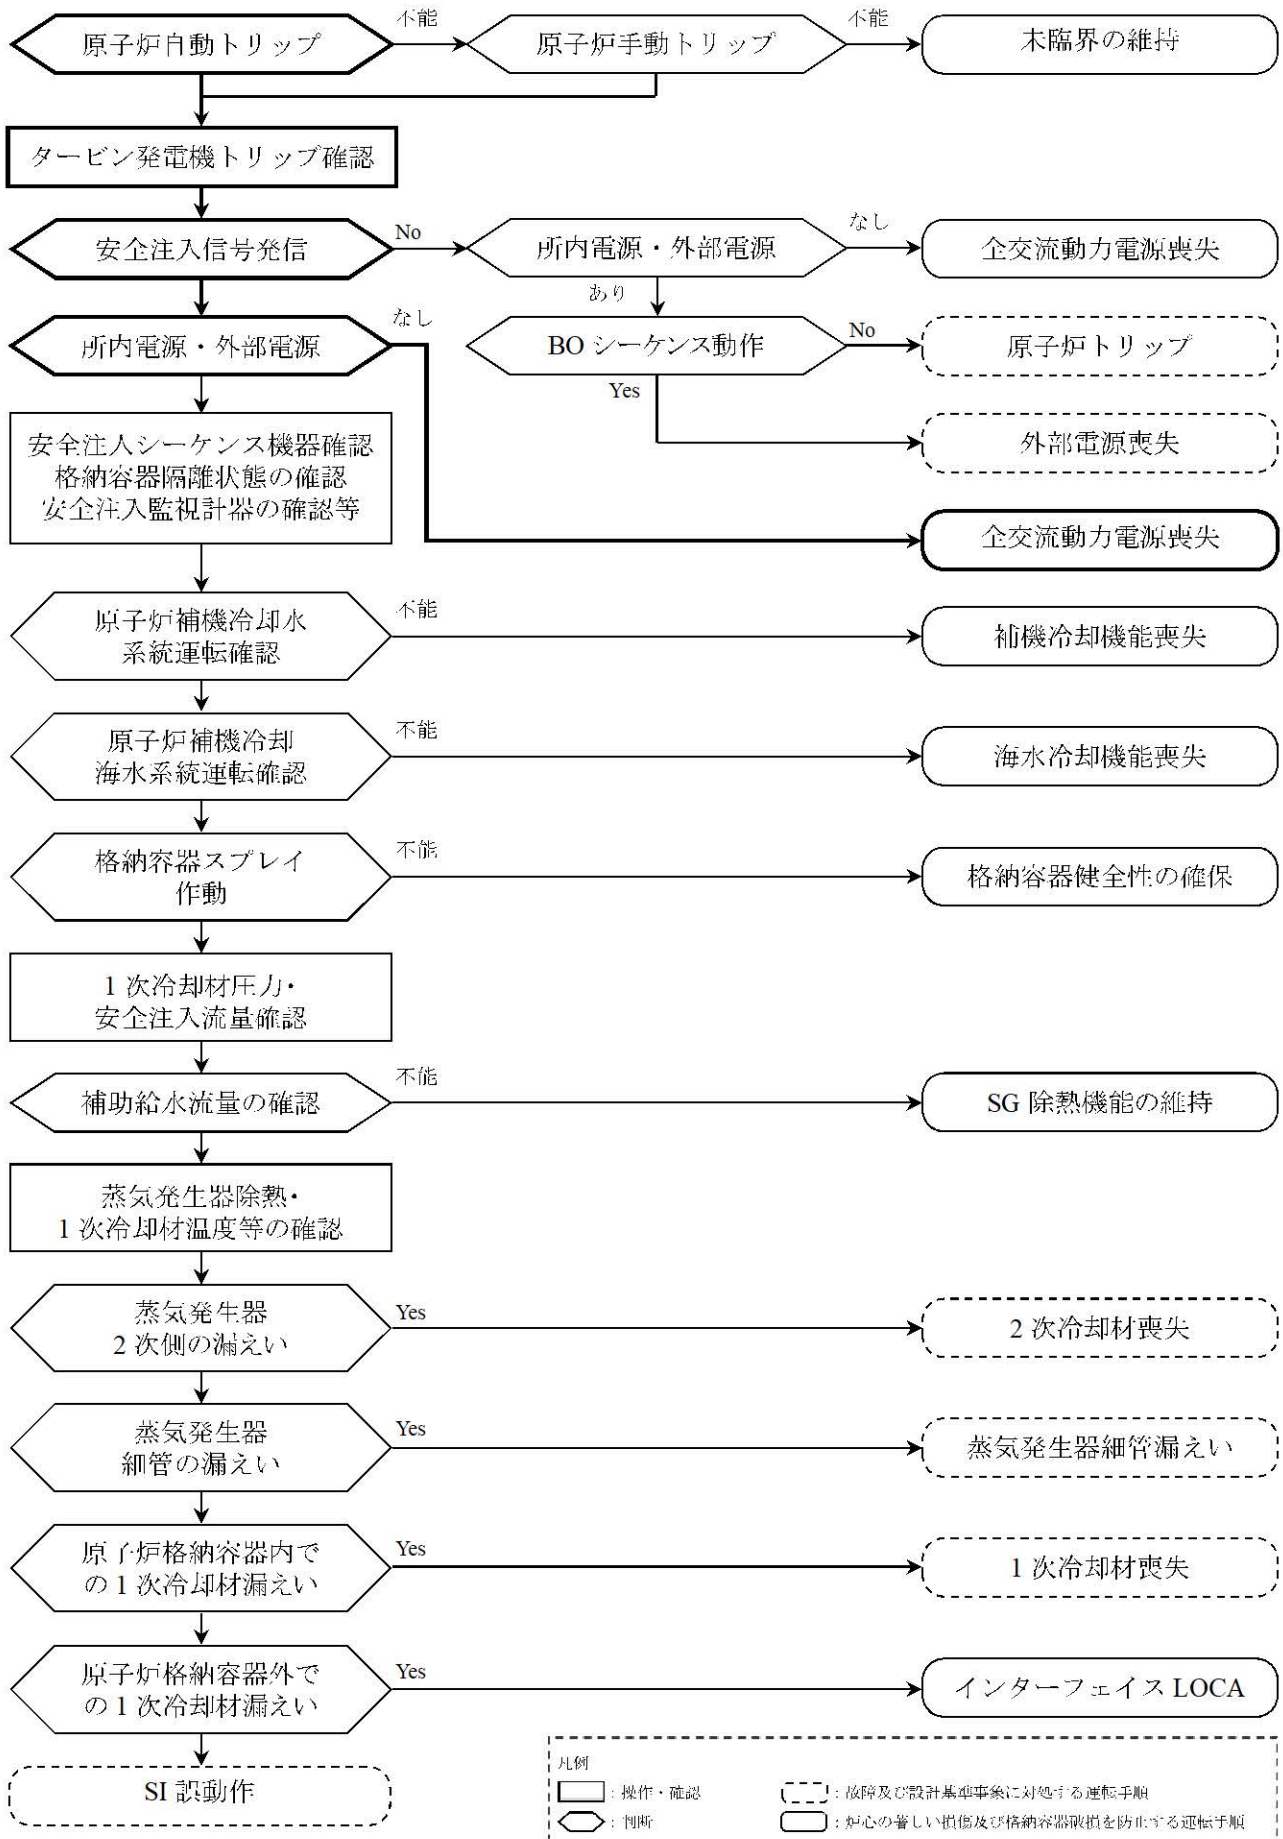 原子炉自動トリップ
不能
原子炉手動トリップ
不能
未臨界の維持
タービン発電機トリップ確認
安全注入信号発信
No
所内電源・外部電源
なし
全交流動力電源喪失
あり
所内電源・外部電源
なし
BO シーケンス動作
No
原子炉トリップ
Yes
外部電源喪失
安全注入シーケンス機器確認
格納容器隔離状態の確認
安全注入監視計器の確認等
全交流動力電源喪失
原子炉補機冷却水
系統運転確認
不能
補機冷却機能喪失
原子炉補機冷却
海水系統運転確認
不能
海水冷却機能喪失
格納容器スプレイ
作動
不能
格納容器健全性の確保
1 次冷却材圧力・
安全注入流量確認
補助給水流量の確認
不能
SG 除熱機能の維持
蒸気発生器除熱・
1 次冷却材温度等の確認
蒸気発生器
2 次側の漏えい
Yes
2 次冷却材喪失
蒸気発生器
細管の漏えい
Yes
蒸気発生器細管漏えい
原子炉格納容器内で
の 1 次冷却材漏えい
Yes
1 次冷却材喪失
原子炉格納容器外で
の 1 次冷却材漏えい
Yes
インターフェイス LOCA
SI 誤動作
凡例
：操作・確認
：判断
：故障及び設計基準事象に対処する運転手順
：炉心の著しい損傷及び格納容器破損を防止する運転手順